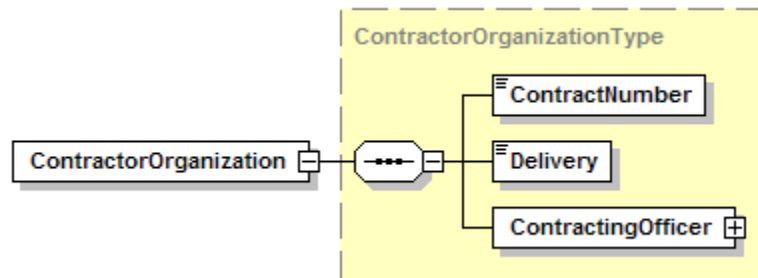 ContractorOrganizationType
ContractNumber
ContractorOrganization
Delivery
ContractingOfficer